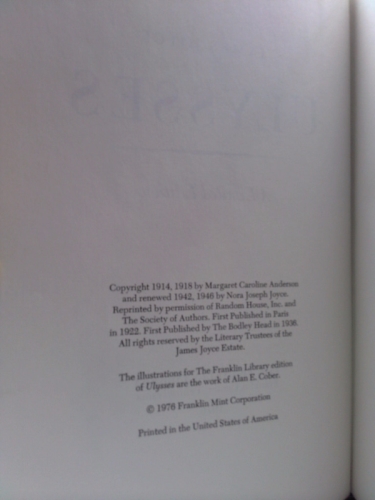 Copyright 1914, 1918 by Margaret Caroline Anderson
and renewed 1942, 1946 by Nora Joseph Joyce.
Reprinted by permission of Random House, Inc. and
The Society of Authors. First Published in Paris
in 1922. First Published by The Bodley Head in 1936.
All rights reserved by the Literary Trustees of the
James Joyce Estate.
The illustrations for The Franklin Library edition
of Ulysses are the work of Alan E. Cober.
© 1976 Franklin Mint Corporation
Printed in the United States of America